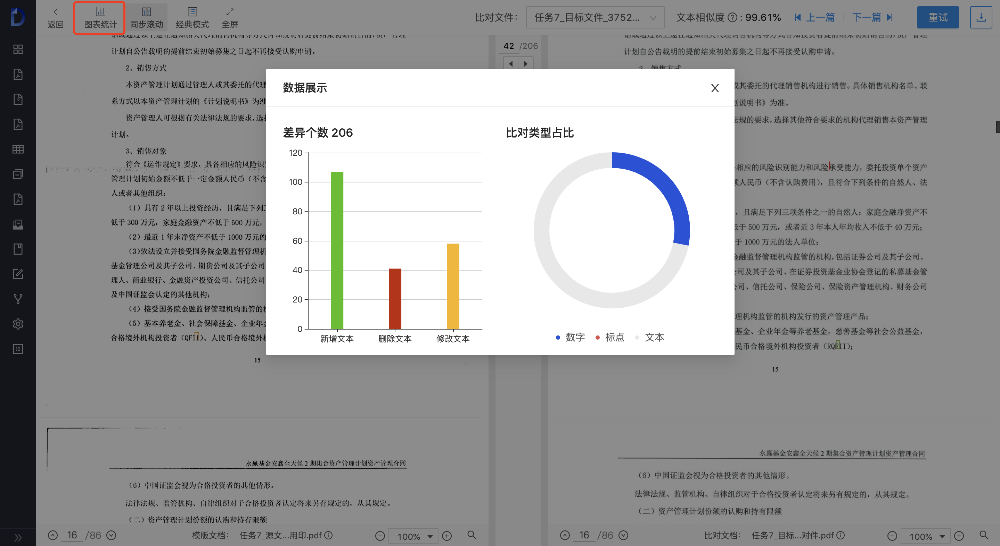 返回
图表统计
同步滚动
经典模式
全屏
比对文件：
任务7_目标文件_3752...
文本相似度 ? : 99.61%
上一篇
下一篇
重试
计划自公告载明的提前结束初始募集之日起不再接受认购申请。
2、销售方式
本资产管理计划通过管理人或其委托的代理
系方式以本资产管理计划的《计划说明书》为准
资产管理人可根据有关法律法规的要求，选择
计划。
3、销售对象
符合《运作规定》要求，具备相应的风险识
管理计划初始金额不低于一定金额人民币（不含
人或者其他组织：
（1）具有 2 年以上投资经历，且满足下列三
低于 300 万元，家庭金融资产不低于 500 万元，
（2）最近 1 年末净资产不低于 1000 万元的
（3）依法设立并接受国务院金融监督管理机
基金管理公司及其子公司、期货公司及其子公司
理人、商业银行、金融资产投资公司、信托公司
及中国证监会认定的其他机构；
（4）接受国务院金融监督管理机构监管的机
（5）基本养老金、社会保障基金、企业年金
合格境外机构投资者（QFII）、人民币合格境外机
15
永赢基金安鑫全天候 2 期集合资产管理计划资产管理合同
（6）中国证监会视为合格投资者的其他情形。
法律法规、监管机构、自律组织对于合格投资者认定将来另有规定的，从其规定。
（二）资产管理计划份额的认购和持有限额
42 /206
数据展示
差异个数 206
120
100
80
60
40
20
0
新增文本
删除文本
修改文本
比对类型占比
数字
标点
文本
计划自公告载明的提前结束初始募集之日起不再接受认购申请。
2、销售方式
或其委托的代理销售机构进行销售。具体销售机构名单、联
划说明书》为准。
法规的要求，选择其他符合要求的机构代理销售本资产管理
相应的风险识别能力和风险承受能力，委托投资单个资产
额人民币（不含认购费用），且符合下列条件的自然人、法
，且满足下列三项条件之一的自然人：家庭金融净资产不
低于 500 万元，或者近 3 年本人年均收入不低于 40 万元；
于 1000 万元的法人单位；
金融监督管理机构监管的机构，包括证券公司及其子公司、
公司及其子公司、在证券投资基金业协会登记的私募基金管
公司、信托公司、保险公司、保险资产管理机构、财务公司
理机构监管的机构发行的资产管理产品；
基金、企业年金等养老基金，慈善基金等社会公益基金，
民币合格境外机构投资者（RQFII）；
15
永赢基金安鑫全天候 2 期集合资产管理计划资产管理合同
（6）中国证监会视为合格投资者的其他情形。
法律法规、监管机构、自律组织对于合格投资者认定将来另有规定的，从其规定。
（二）资产管理计划份额的认购和持有限额
16 /86
模版文档： 任务7_源文...用印.pdf
100%
16 /86
比对文档： 任务7_目标...对件.pdf
100%